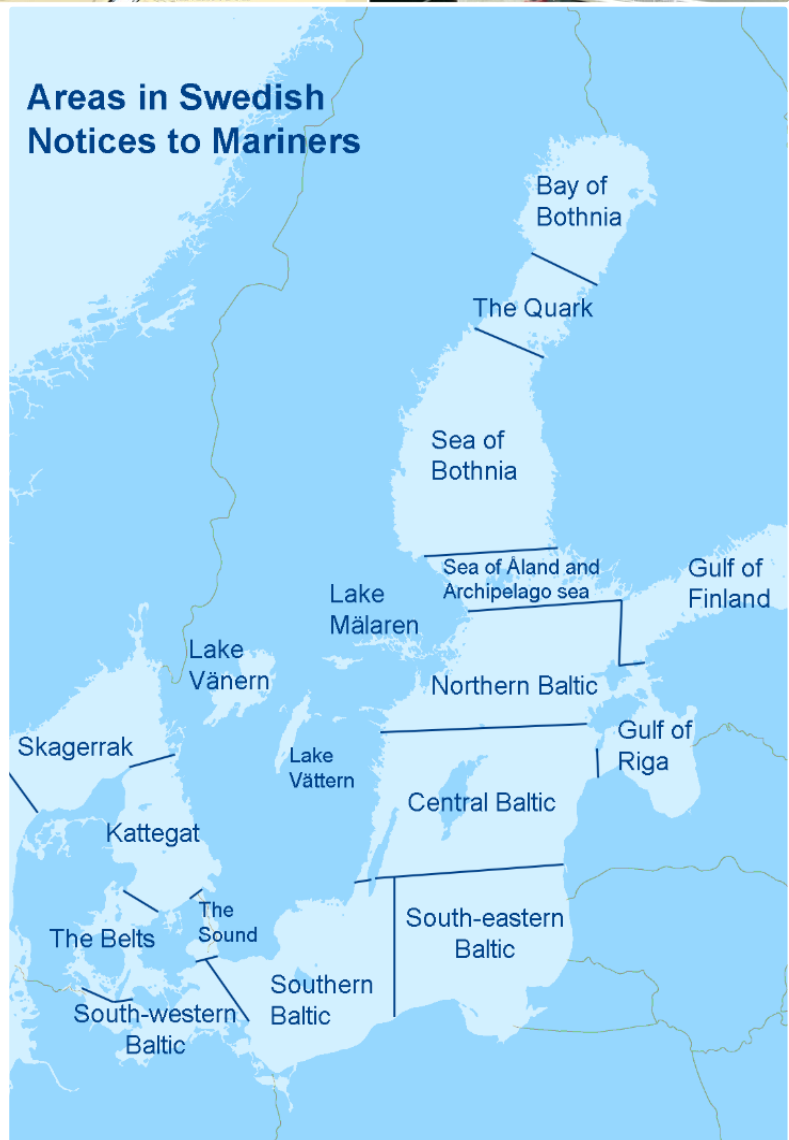 Areas in Swedish
Notices to Mariners
Bay of
Bothnia
The Quark
Sea of
Bothnia
Sea of Åland and
Archipelago sea
Gulf of
Finland
Lake
Mälaren
Lake
Vänern
Northern Baltic
Skagerrak
Gulf of
Riga
Lake
Vättern
Central Baltic
Kattegat
The
Sound
The Belts
South-eastern
Baltic
Southern
Baltic
South-western
Baltic